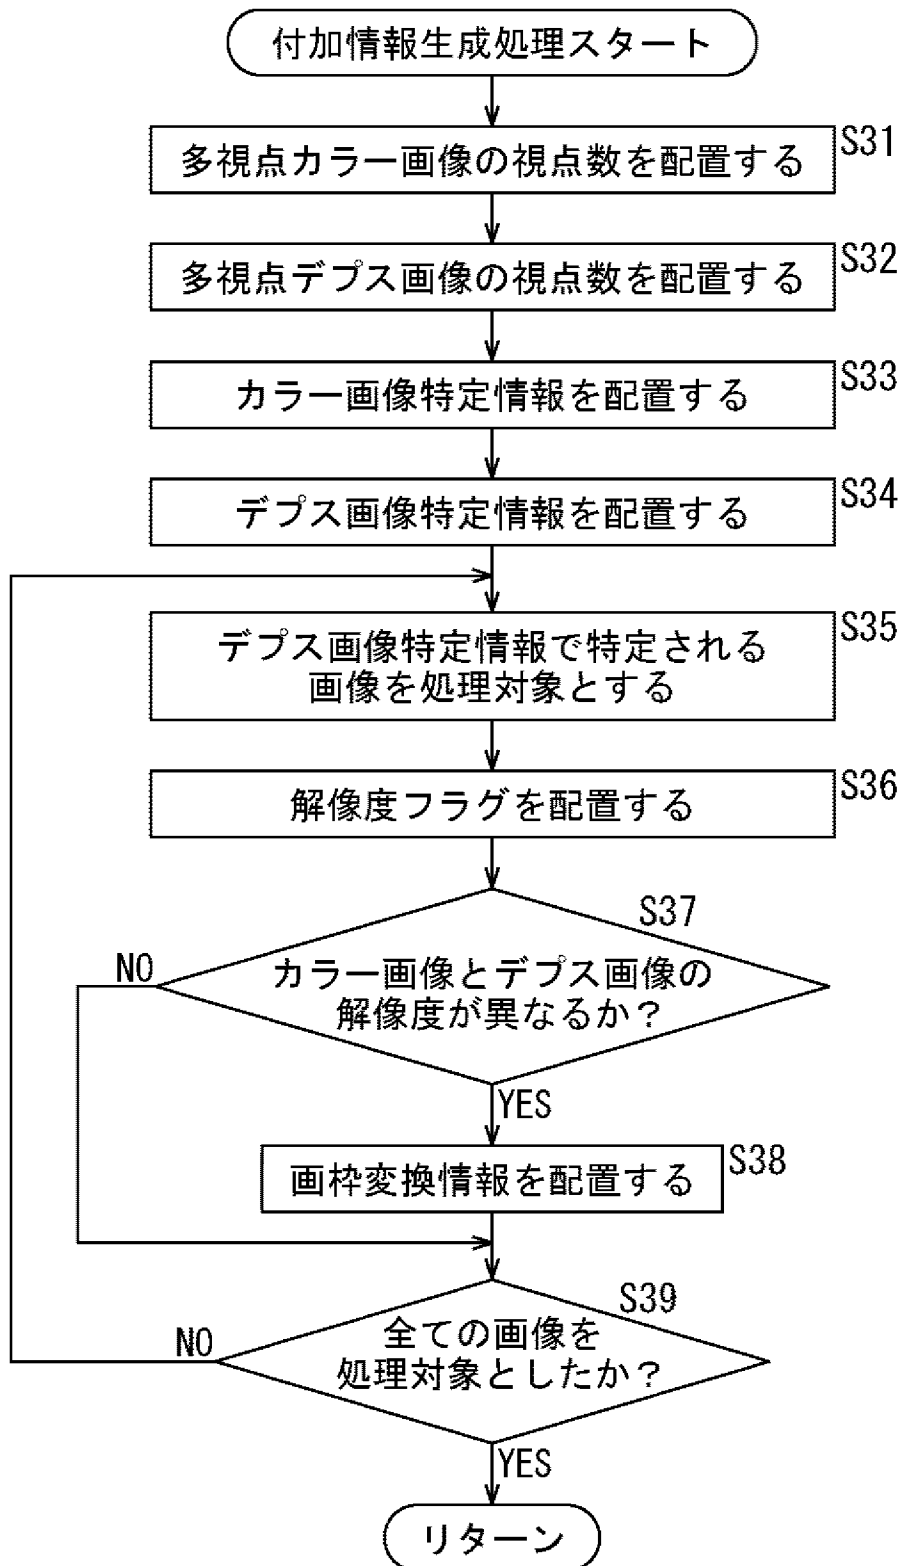 付加情報生成処理スタート
S31
多視点カラー画像の視点数を配置する
S32
多視点デプス画像の視点数を配置する
S33
カラー画像特定情報を配置する
S34
デプス画像特定情報を配置する
S35
デプス画像特定情報で特定される
画像を処理対象とする
S36
解像度フラグを配置する
S37
NO
カラー画像とデプス画像の
解像度が異なるか？
YES
S38
画枠変換情報を配置する
S39
NO
全ての画像を
処理対象としたか？
YES
リターン